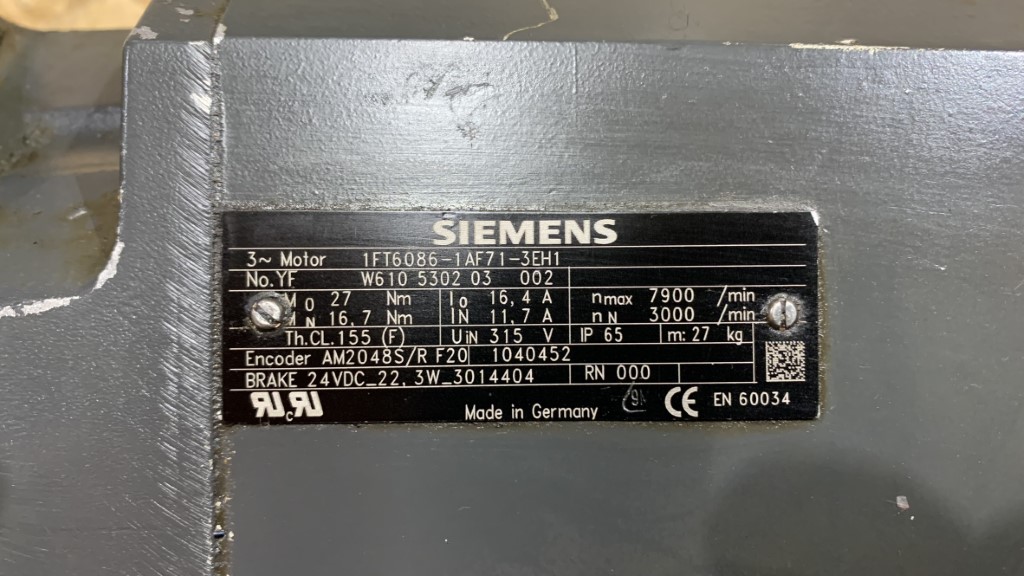 SIEMENS
3~ Motor 1FT6086-1AF71-3EH1
No.YF W610 5302 03 002
M0 27 Nm I0 16,4 A nmax 7900 /min
MN 16,7 Nm IN 11,7 A nN 3000 /min
Th.CL.155 (F) UIN 315 V IP 65 m: 27 kg
Encoder AM2048S/R F20 1040452
BRAKE 24VDC_22,3W_3014404 RN 000
Made in Germany CE EN 60034